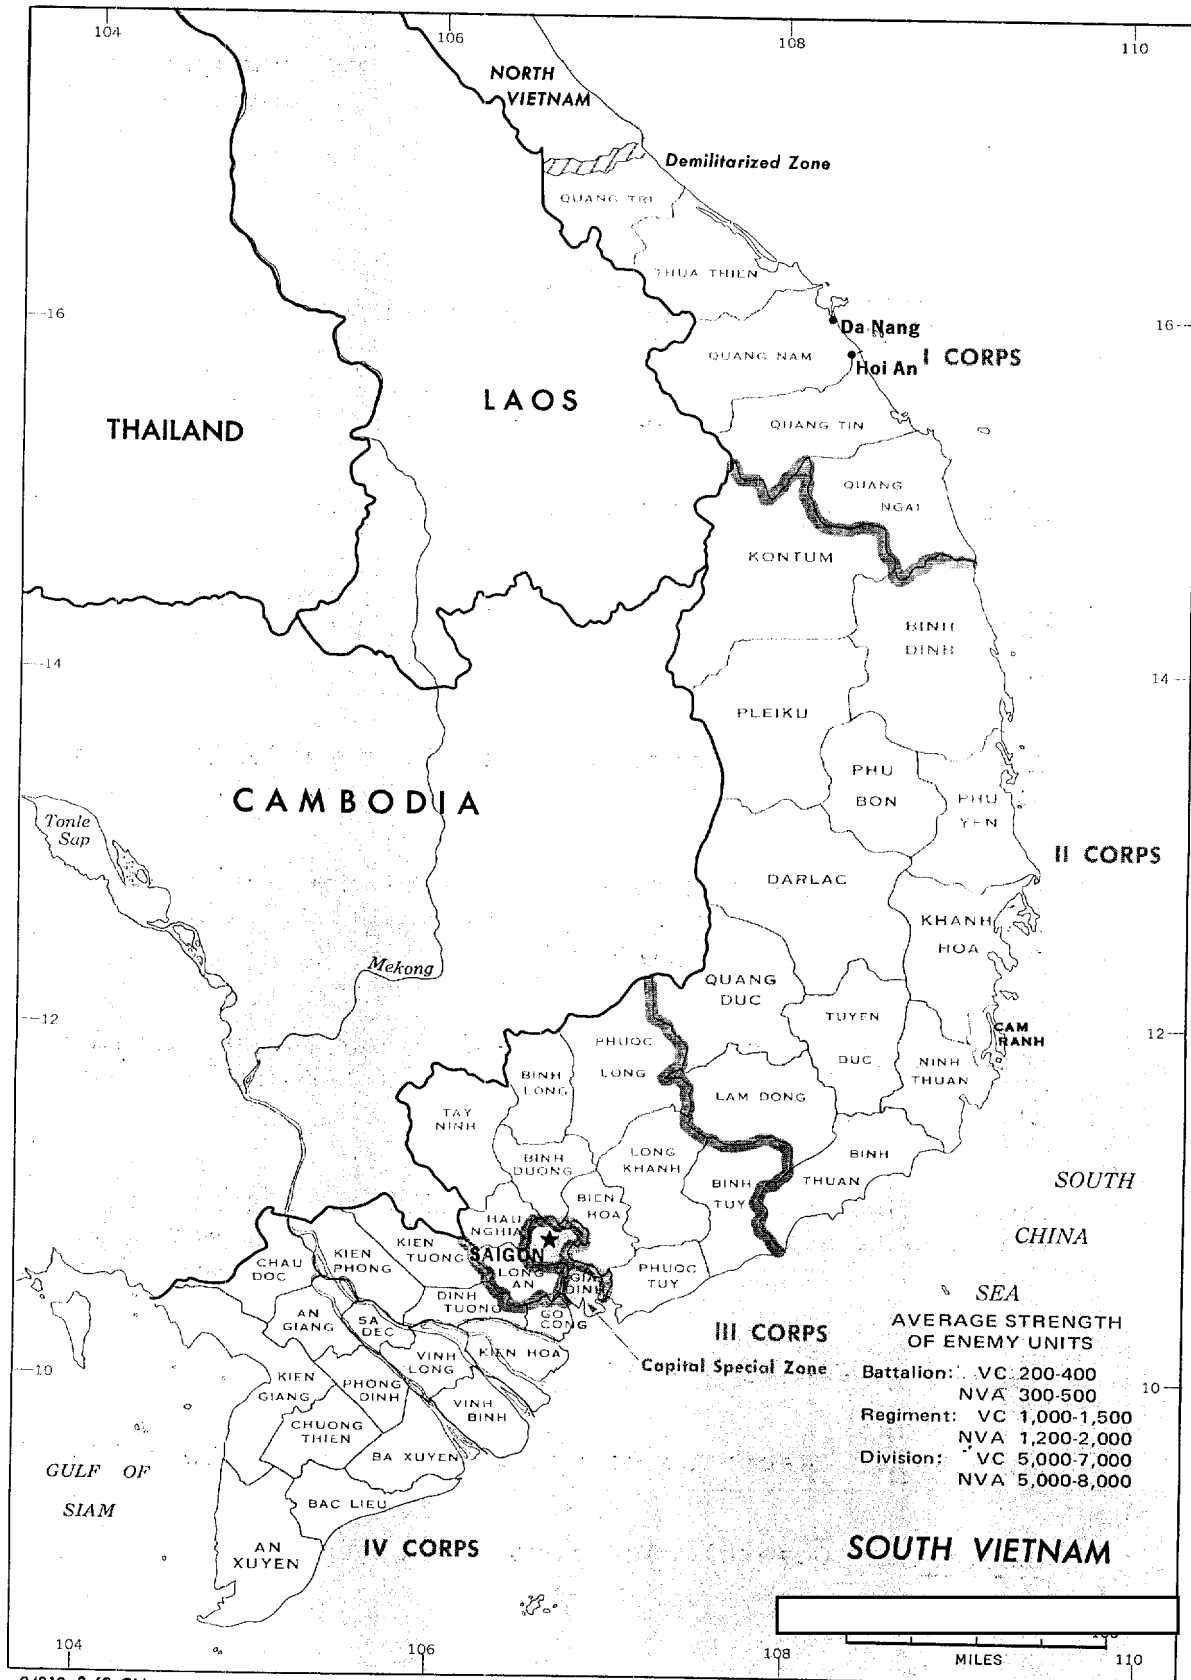 104
106
108
110
NORTH
VIETNAM
Demilitarized Zone
QUANG TRI
THUA THIEN
16
16
Da Nang
QUANG NAM
Hoi An
I CORPS
LAOS
THAILAND
QUANG TIN
QUANG
NGAI
KONTUM
BINH
DINH
14
14
PLEIKU
CAMBODIA
PHU
BON
PHU
YEN
Tonle
Sap
II CORPS
DARLAC
KHANH
HOA
Mekong
QUANG
DUC
12
TUYEN
DUC
CAM
RANH
12
PHUOC
LONG
BINH
LONG
NINH
THUAN
LAM DONG
TAY
NINH
BINH
DUONG
LONG
KHANH
BINH
THUAN
BINH
TUY
SOUTH
CHINA
SEA
BIEN
HOA
HAU
NGHIA
SAIGON
KIEN
TUONG
KIEN
PHONG
CHAU
DOC
LONG
AN
GIA
DINH
PHUOC
TUY
DINH
TUONG
GO
CONG
AN
GIANG
SA
DEC
III CORPS
Capital Special Zone
VINH
LONG
KIEN HOA
10
KIEN
GIANG
PHONG
DINH
VINH
BINH
CHUONG
THIEN
BA XUYEN
AVERAGE STRENGTH
OF ENEMY UNITS
Battalion: VC 200-400
NVA 300-500
10
Regiment: VC 1,000-1,500
NVA 1,200-2,000
Division: VC 5,000-7,000
NVA 5,000-8,000
GULF OF
SIAM
BAC LIEU
AN
XUYEN
IV CORPS
SOUTH VIETNAM
MILES
104
106
108
110